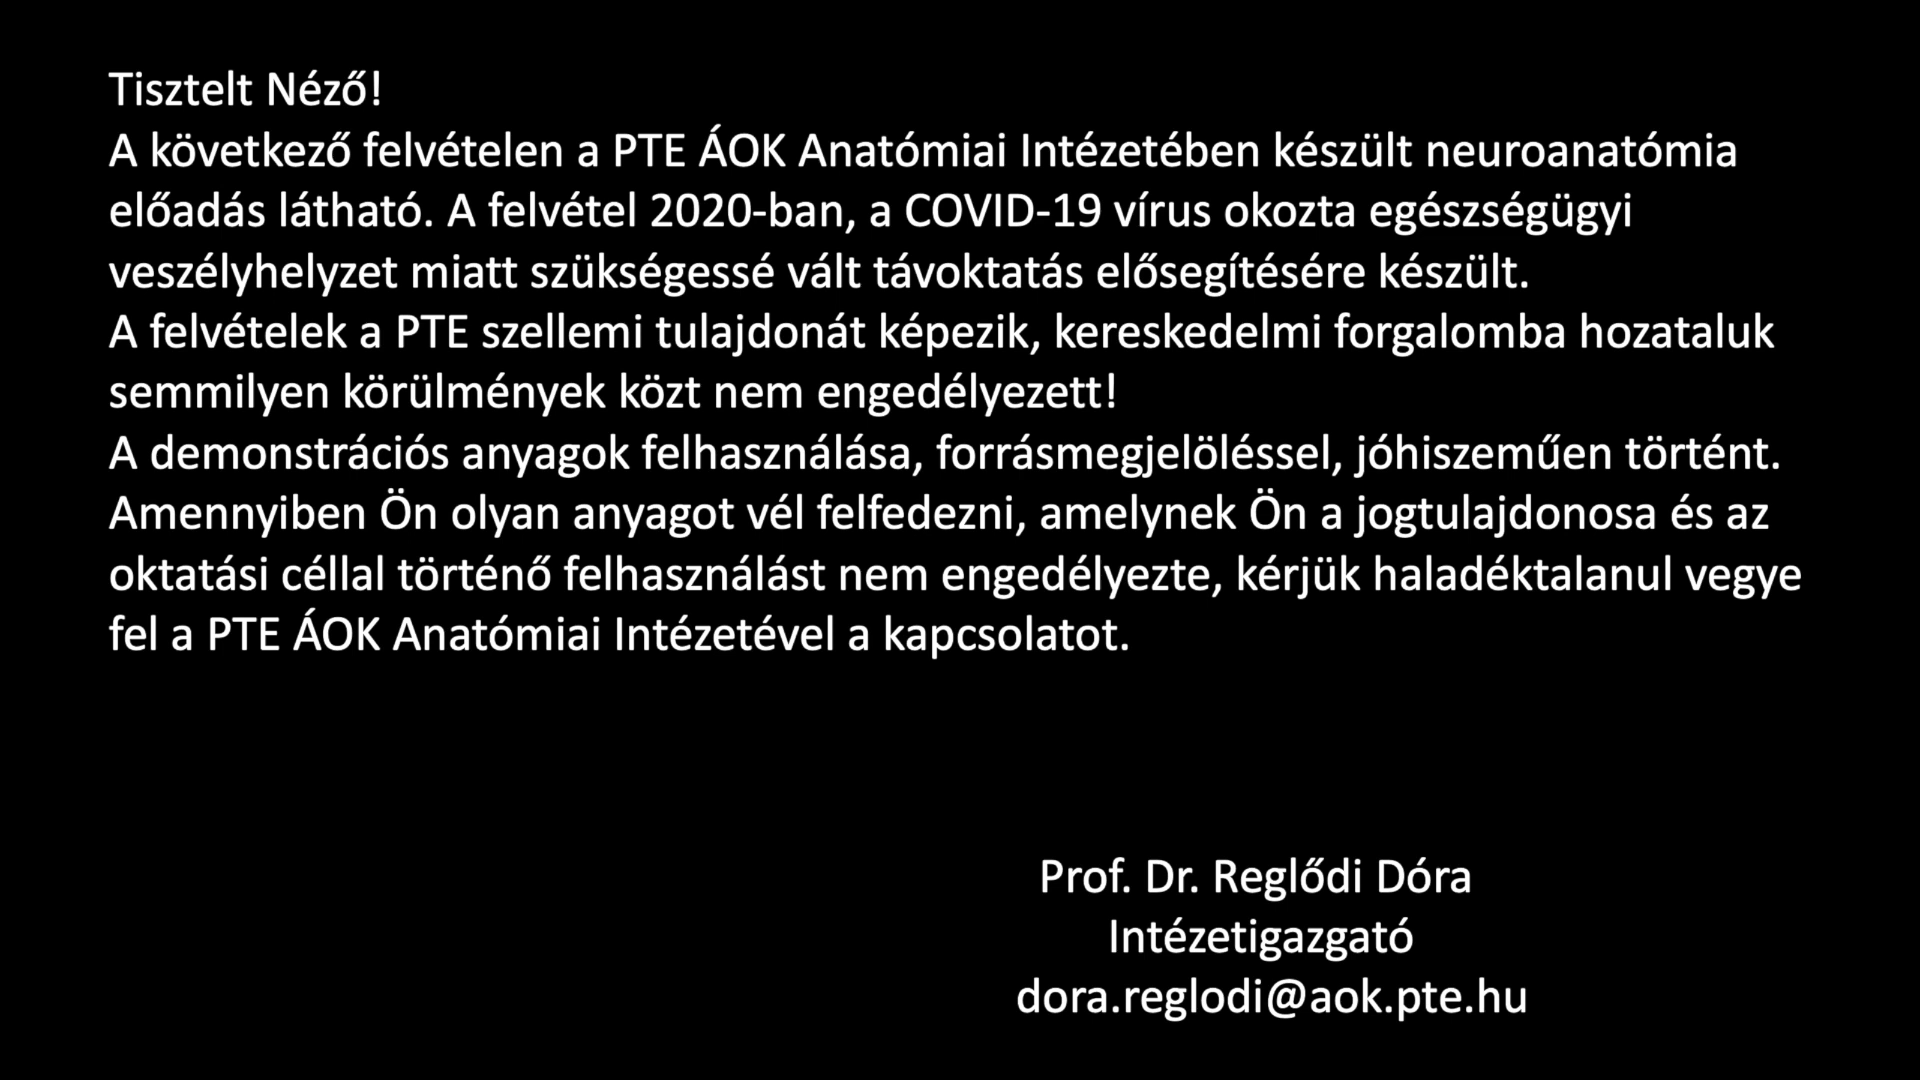 Tisztelt Néző!
A következő felvételen a PTE ÁOK Anatómiai Intézetében készült neuroanatómia
előadás látható. A felvétel 2020-ban, a COVID-19 vírus okozta egészségügyi
veszélyhelyzet miatt szükségessé vált távoktatás elősegítésére készült.
A felvételek a PTE szellemi tulajdonát képezik, kereskedelmi forgalomba hozataluk
semmilyen körülmények közt nem engedélyezett!
A demonstrációs anyagok felhasználása, forrásmegjelöléssel, jóhiszeműen történt.
Amennyiben Ön olyan anyagot vél felfedezni, amelynek Ön a jogtulajdonosa és az
oktatási céllal történő felhasználást nem engedélyezte, kérjük haladéktalanul vegye
fel a PTE ÁOK Anatómiai Intézetével a kapcsolatot.
Prof. Dr. Reglődi Dóra
Intézetigazgató
dora.reglodi@aok.pte.hu